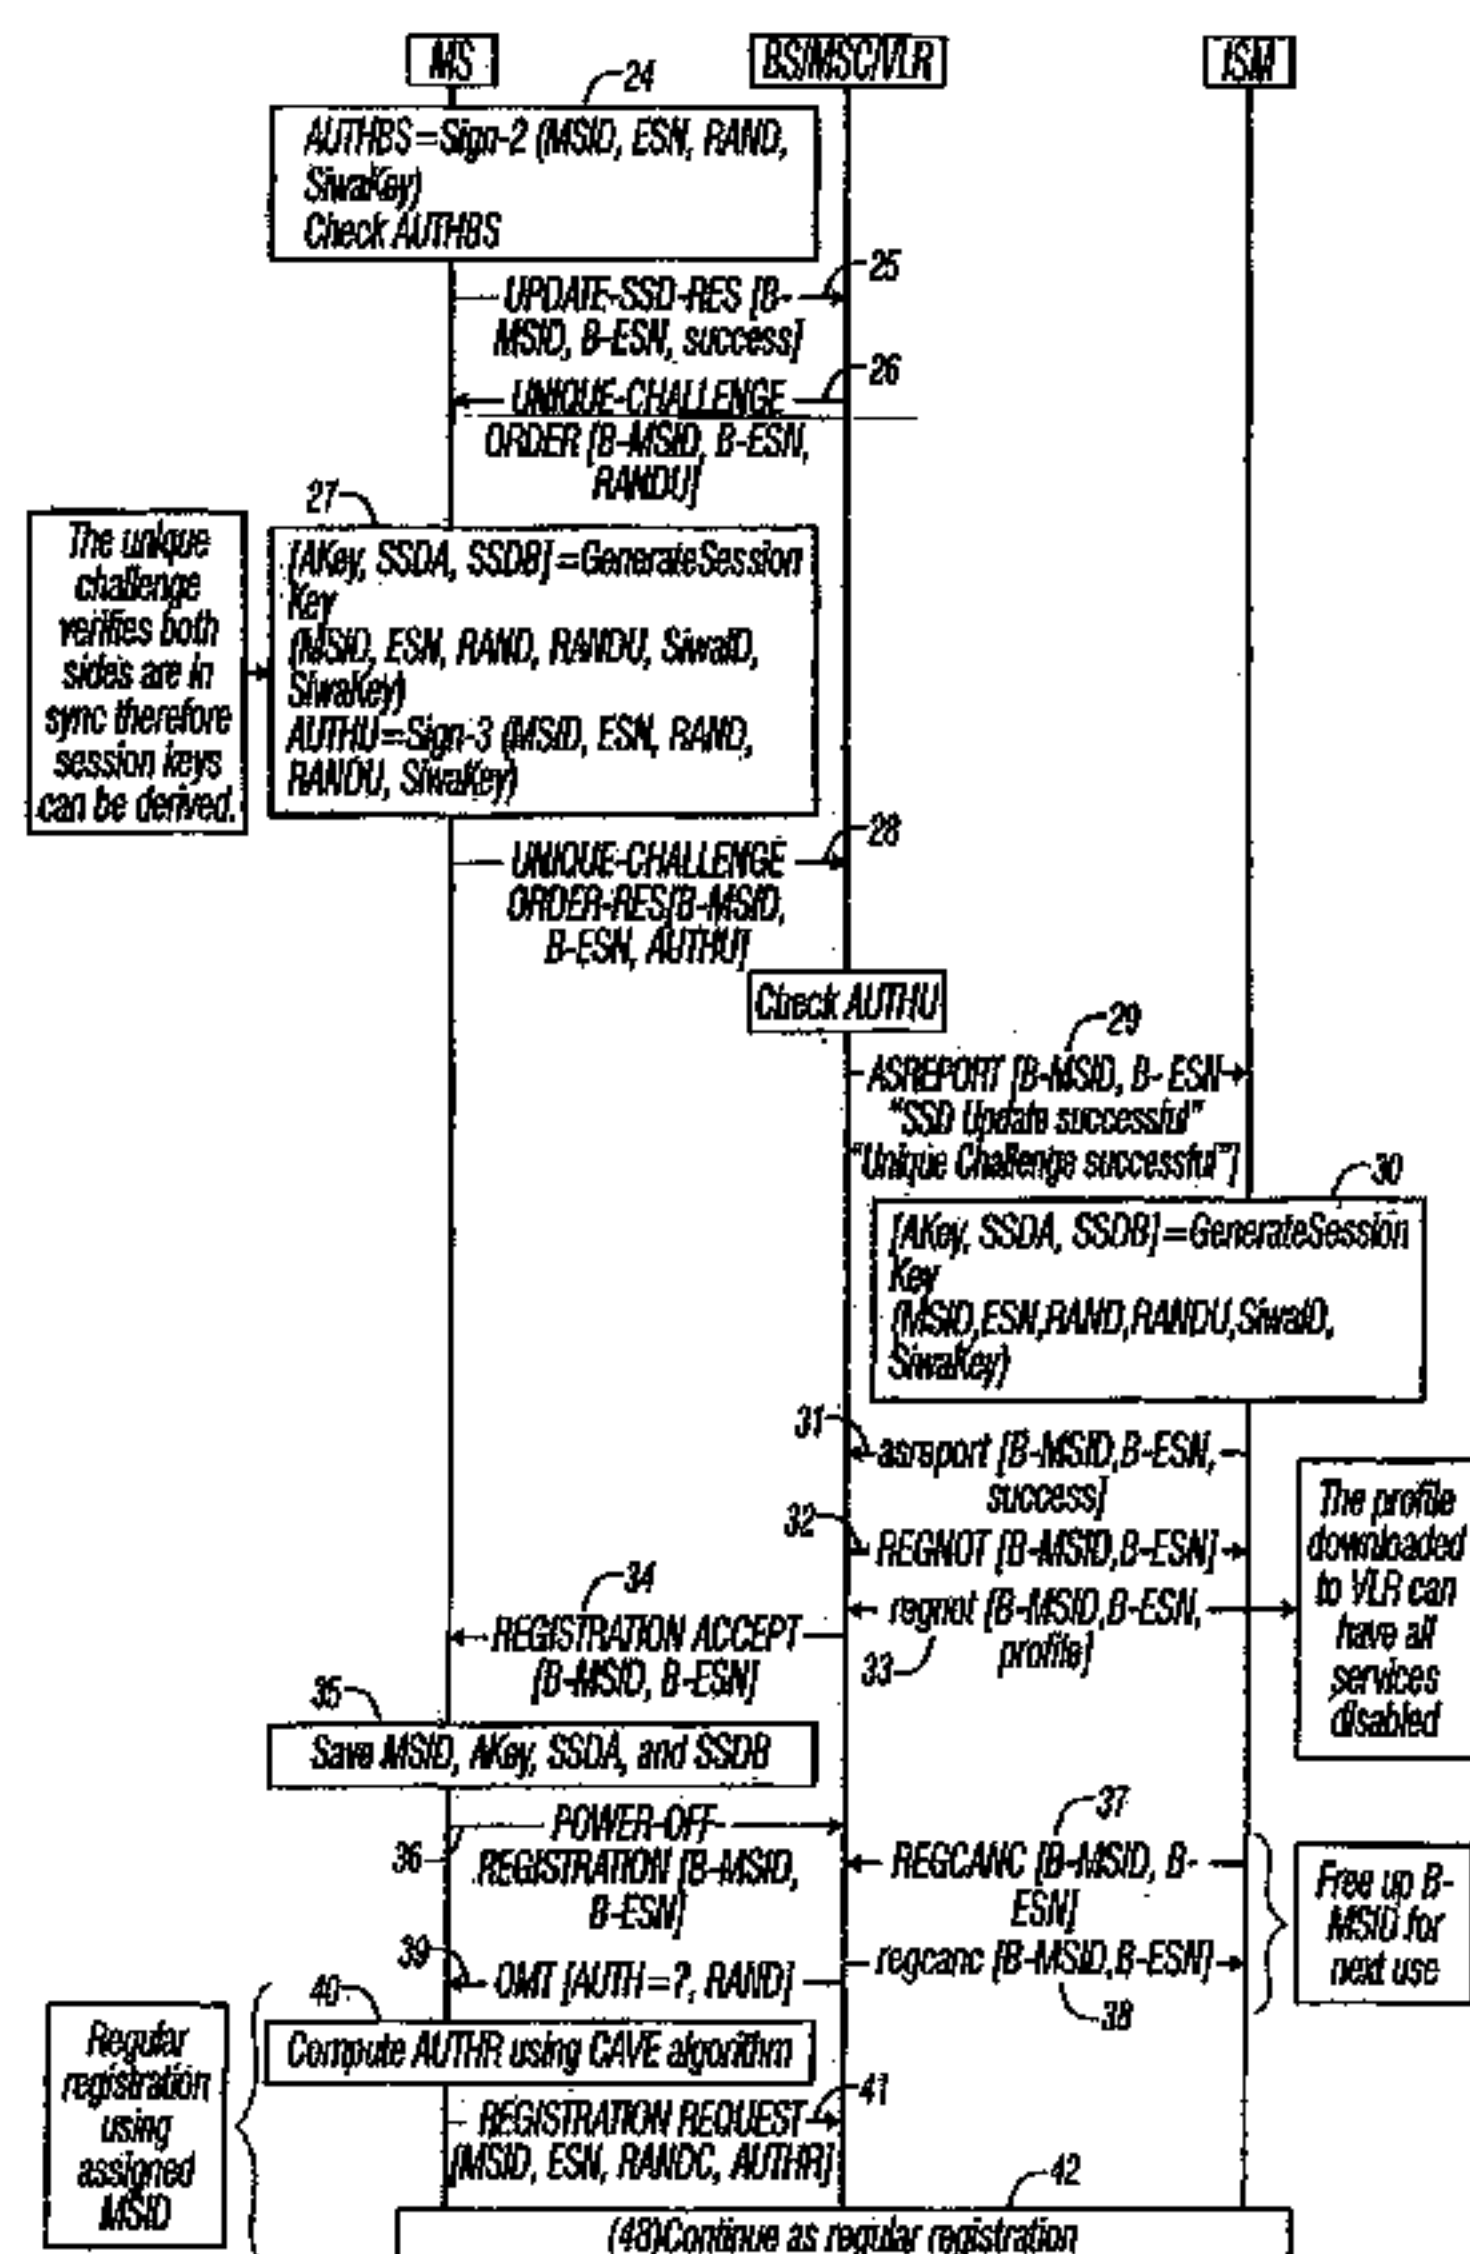 MS
BS/MSC/VLR
ISM
24
AUTHBS=Sign-2 (MSID, ESN, RAND,
SiwaKey)
Check AUTHBS
25
UPDATE-SSD-RES [B-
MSID, B-ESN, success]
26
UNIQUE-CHALLENGE
ORDER [B-MSID, B-ESN,
RANDU]
27
The unique
challenge
verifies both
sides are in
sync therefore
session keys
can be derived.
[AKey, SSDA, SSDB]=GenerateSession
Key
(MSID, ESN, RAND, RANDU, SiwaID,
SiwaKey)
AUTHU=Sign-3 (MSID, ESN, RAND,
RANDU, SiwaKey)
28
UNIQUE-CHALLENGE
ORDER-RES[B-MSID,
B-ESN, AUTHU]
Check AUTHU
29
ASREPORT [B-MSID, B- ESN
"SSD Update successful"
"Unique Challenge successful"]
30
[AKey, SSDA, SSDB]=GenerateSession
Key
(MSID,ESN,RAND,RANDU,SiwaID,
SiwaKey)
31
asreport [B-MSID,B-ESN,
success]
32
REGNOT [B-MSID,B-ESN]
regnot [B-MSID,B-ESN,
profile]
33
The profile
downloaded
to VLR can
have all
services
disabled
34
REGISTRATION ACCEPT
[B-MSID, B-ESN]
35
Save MSID, AKey, SSDA, and SSDB
POWER-OFF-
36
REGISTRATION [B-MSID,
B-ESN]
37
REGCANC [B-MSID, B-
ESN]
regcanc [B-MSID,B-ESN]
38
Free up B-
MSID for
next use
39
OMT [AUTH=?, RAND]
40
Compute AUTHR using CAVE algorithm
41
REGISTRATION REQUEST
[MSID, ESN, RANDC, AUTHR]
Regular
registration
using
assigned
MSID
42
(48)Continue as regular registration